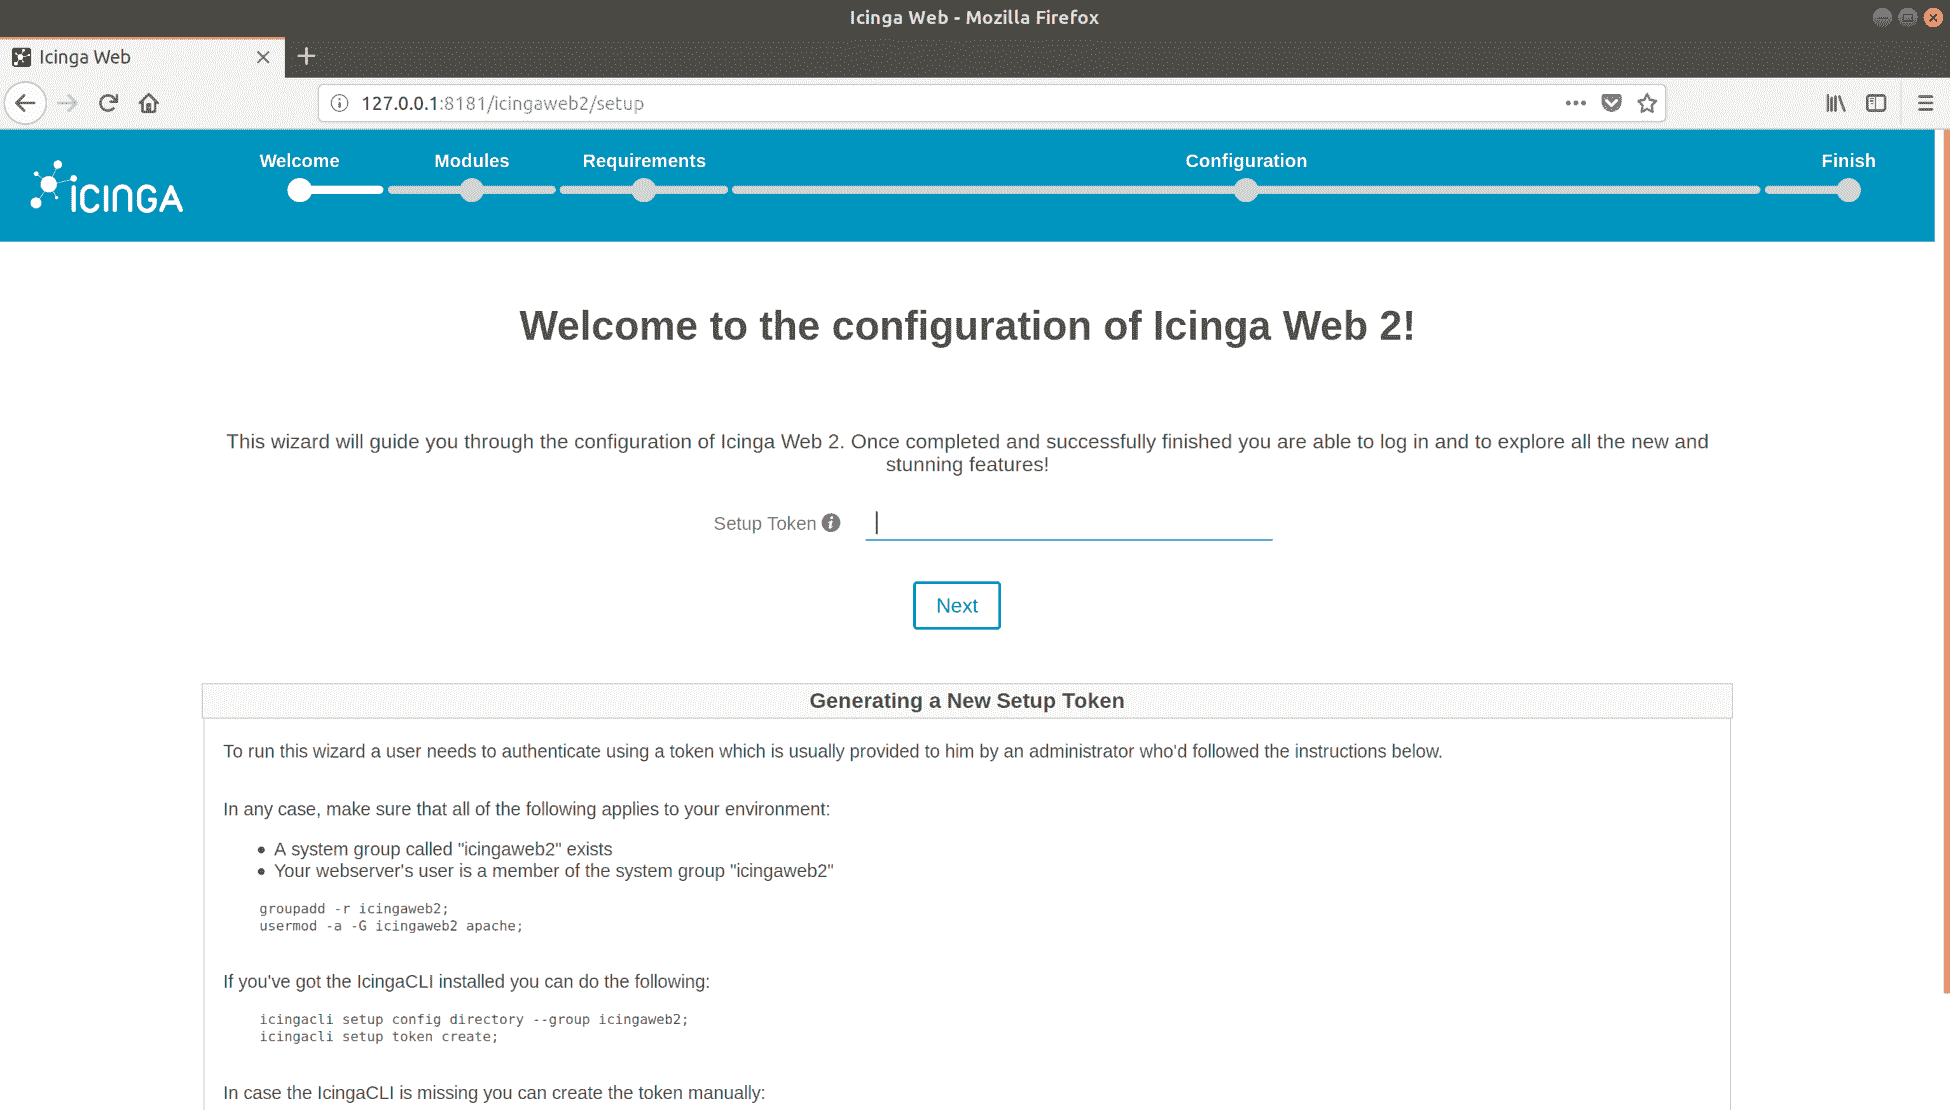 Icinga Web - Mozilla Firefox
Icinga Web
127.0.0.1:8181/icingaweb2/setup
ICINGA
Welcome
Modules
Requirements
Configuration
Finish
Welcome to the configuration of Icinga Web 2!
This wizard will guide you through the configuration of Icinga Web 2. Once completed and successfully finished you are able to log in and to explore all the new and
stunning features!
Setup Token
Next
Generating a New Setup Token
To run this wizard a user needs to authenticate using a token which is usually provided to him by an administrator who'd followed the instructions below.
In any case, make sure that all of the following applies to your environment:
• A system group called "icingaweb2" exists
• Your webserver's user is a member of the system group "icingaweb2"
groupadd -r icingaweb2;
usermod -a -G icingaweb2 apache;
If you've got the IcingaCLI installed you can do the following:
icingacli setup config directory --group icingaweb2;
icingacli setup token create;
In case the IcingaCLI is missing you can create the token manually: